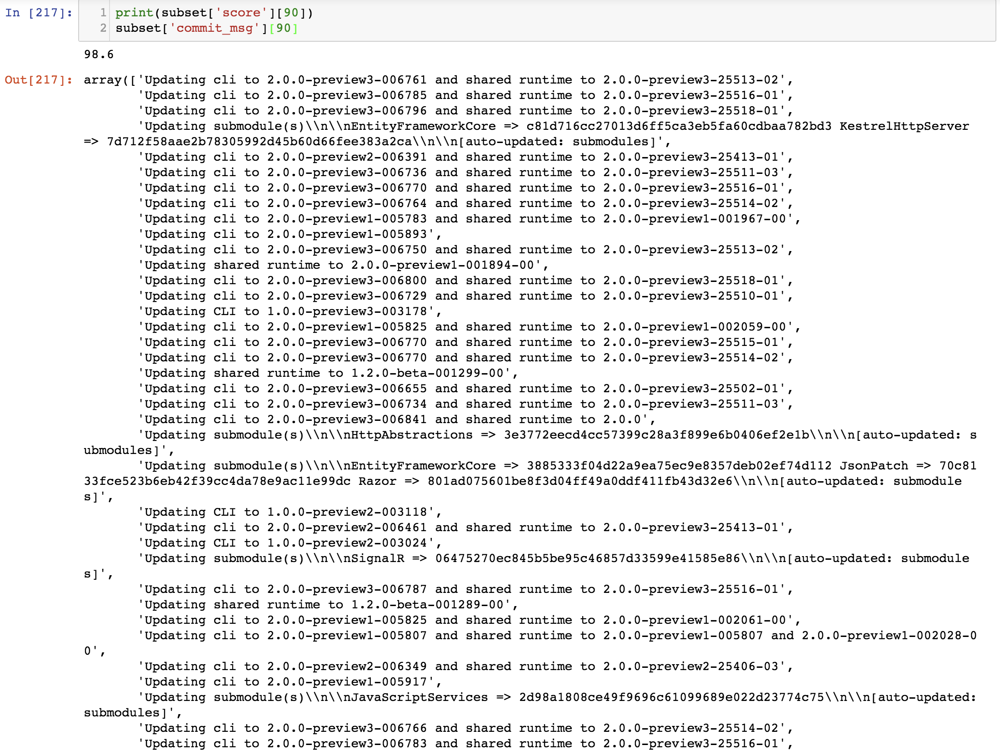 In [217]:
1 print(subset['score'][90])
2 subset['commit_msg'][90]
98.6
Out[217]: array(['Updating cli to 2.0.0-preview3-006761 and shared runtime to 2.0.0-preview3-25513-02',
'Updating cli to 2.0.0-preview3-006785 and shared runtime to 2.0.0-preview3-25516-01',
'Updating cli to 2.0.0-preview3-006796 and shared runtime to 2.0.0-preview3-25518-01',
'Updating submodule(s)\\n\\nEntityFrameworkCore => c81d716cc27013d6ff5ca3eb5fa60cdbaa782bd3 KestrelHttpServer
=> 7d712f58aae2b78305992d45b60d66fee383a2ca\\n\\n[auto-updated: submodules]',
'Updating cli to 2.0.0-preview2-006391 and shared runtime to 2.0.0-preview3-25413-01',
'Updating cli to 2.0.0-preview3-006736 and shared runtime to 2.0.0-preview3-25511-03',
'Updating cli to 2.0.0-preview3-006770 and shared runtime to 2.0.0-preview3-25516-01',
'Updating cli to 2.0.0-preview3-006764 and shared runtime to 2.0.0-preview3-25514-02',
'Updating cli to 2.0.0-preview1-005783 and shared runtime to 2.0.0-preview1-001967-00',
'Updating cli to 2.0.0-preview1-005893',
'Updating cli to 2.0.0-preview3-006750 and shared runtime to 2.0.0-preview3-25513-02',
'Updating shared runtime to 2.0.0-preview1-001894-00',
'Updating cli to 2.0.0-preview3-006800 and shared runtime to 2.0.0-preview3-25518-01',
'Updating cli to 2.0.0-preview3-006729 and shared runtime to 2.0.0-preview3-25510-01',
'Updating CLI to 1.0.0-preview3-003178',
'Updating cli to 2.0.0-preview1-005825 and shared runtime to 2.0.0-preview1-002059-00',
'Updating cli to 2.0.0-preview3-006770 and shared runtime to 2.0.0-preview3-25515-01',
'Updating cli to 2.0.0-preview3-006770 and shared runtime to 2.0.0-preview3-25514-02',
'Updating shared runtime to 1.2.0-beta-001299-00',
'Updating cli to 2.0.0-preview3-006655 and shared runtime to 2.0.0-preview3-25502-01',
'Updating cli to 2.0.0-preview3-006734 and shared runtime to 2.0.0-preview3-25511-03',
'Updating cli to 2.0.0-preview3-006841 and shared runtime to 2.0.0',
'Updating submodule(s)\\n\\nHttpAbstractions => 3e3772eecd4cc57399c28a3f899e6b0406ef2e1b\\n\\n[auto-updated: s
ubmodules]',
'Updating submodule(s)\\n\\nEntityFrameworkCore => 3885333f04d22a9ea75ec9e8357deb02ef74d112 JsonPatch => 70c81
33fce523b6eb42f39cc4da78e9ac11e99dc Razor => 801ad075601be8f3d04ff49a0ddf411fb43d32e6\\n\\n[auto-updated: submodule
s]',
'Updating CLI to 1.0.0-preview2-003118',
'Updating cli to 2.0.0-preview2-006461 and shared runtime to 2.0.0-preview3-25413-01',
'Updating CLI to 1.0.0-preview2-003024',
'Updating submodule(s)\\n\\nSignalR => 06475270ec845b5be95c46857d33599e41585e86\\n\\n[auto-updated: submodule
s]',
'Updating cli to 2.0.0-preview3-006787 and shared runtime to 2.0.0-preview3-25516-01',
'Updating shared runtime to 1.2.0-beta-001289-00',
'Updating cli to 2.0.0-preview1-005825 and shared runtime to 2.0.0-preview1-002061-00',
'Updating cli to 2.0.0-preview1-005807 and shared runtime to 2.0.0-preview1-005807 and 2.0.0-preview1-002028-0
0',
'Updating cli to 2.0.0-preview2-006349 and shared runtime to 2.0.0-preview2-25406-03',
'Updating cli to 2.0.0-preview1-005917',
'Updating submodule(s)\\n\\nJavaScriptServices => 2d98a1808ce49f9696c61099689e022d23774c75\\n\\n[auto-updated:
submodules]',
'Updating cli to 2.0.0-preview3-006766 and shared runtime to 2.0.0-preview3-25514-02',
'Updating cli to 2.0.0-preview3-006783 and shared runtime to 2.0.0-preview3-25516-01',